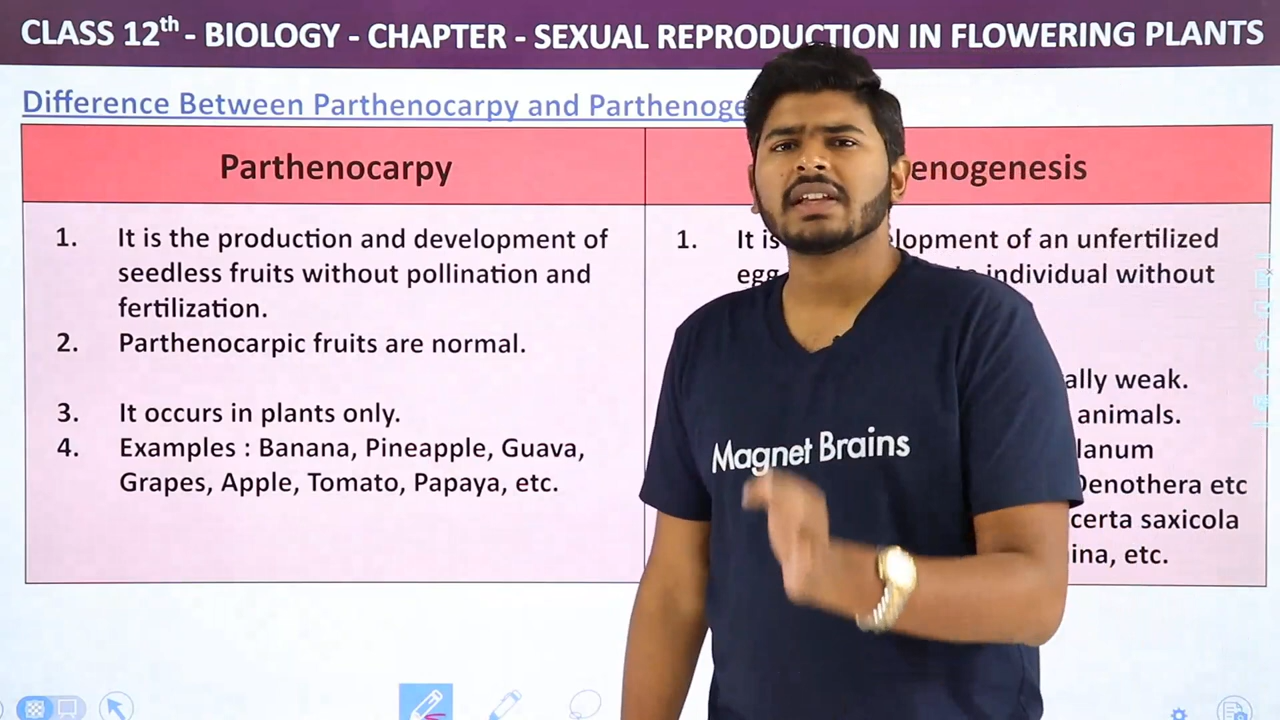 CLASS 12th - BIOLOGY - CHAPTER - SEXUAL REPRODUCTION IN FLOWERING PLANTS
Difference Between Parthenocarpy and Parthenoge
Parthenocarpy
enogenesis
1. It is the production and development of
seedless fruits without pollination and
fertilization.
2. Parthenocarpic fruits are normal.
3. It occurs in plants only.
4. Examples : Banana, Pineapple, Guava,
Grapes, Apple, Tomato, Papaya, etc.
1. It is lopment of an unfertilized
egg individual without
ally weak.
animals.
lanum
Oenothera etc
certa saxicola
ina, etc.
Magnet Brains